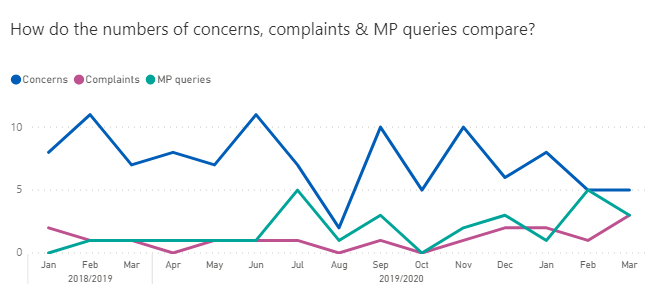 How do the numbers of concerns, complaints & MP queries compare?
Concerns Complaints MP queries
10
5
0
Jan Feb Mar Apr May Jun Jul Aug Sep Oct Nov Dec Jan Feb Mar
2018/2019 2019/2020